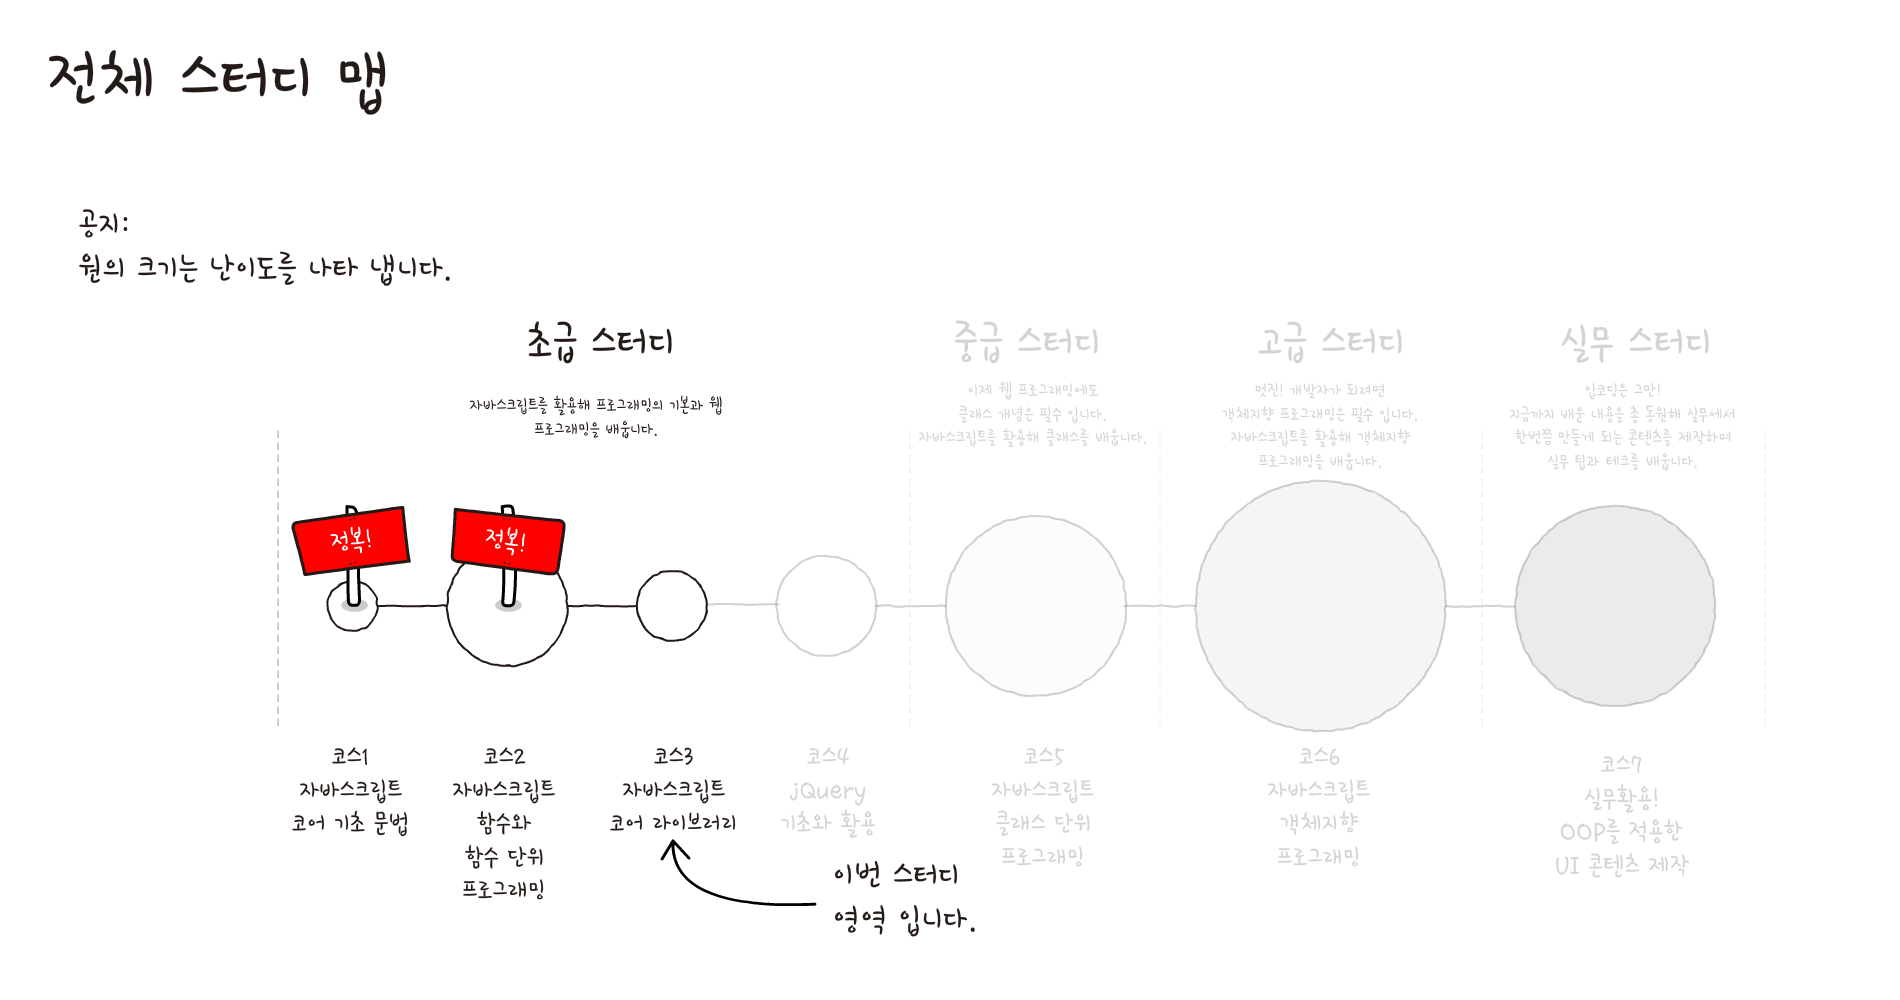 전체 스터디 맵
공지:
원의 크기는 난이도를 나타 냅니다.
초급 스터디
자바스크립트를 활용해 프로그래밍의 기본과 웹
프로그래밍을 배웁니다.
중급 스터디
이제 웹 프로그래밍에도
클래스 개념은 필수 입니다.
자바스크립트를 활용해 클래스를 배웁니다.
고급 스터디
멋진! 개발자가 되려면
객체지향 프로그래밍은 필수 입니다.
자바스크립트를 활용해 객체지향
프로그래밍을 배웁니다.
실무 스터디
입코딩은 그만!
지금까지 배운 내용을 총 동원해 실무에서
한번쯤 만들게 되는 콘텐츠를 제작하며
실무 팁과 테크를 배웁니다.
정복!
정복!
코스1
자바스크립트
코어 기초 문법
코스2
자바스크립트
함수와
함수 단위
프로그래밍
코스3
자바스크립트
코어 라이브러리
코스4
jQuery
기초와 활용
코스5
자바스크립트
클래스 단위
프로그래밍
코스6
자바스크립트
객체지향
프로그래밍
코스7
실무활용!
OOP를 적용한
UI 콘텐츠 제작
이번 스터디
영역 입니다.